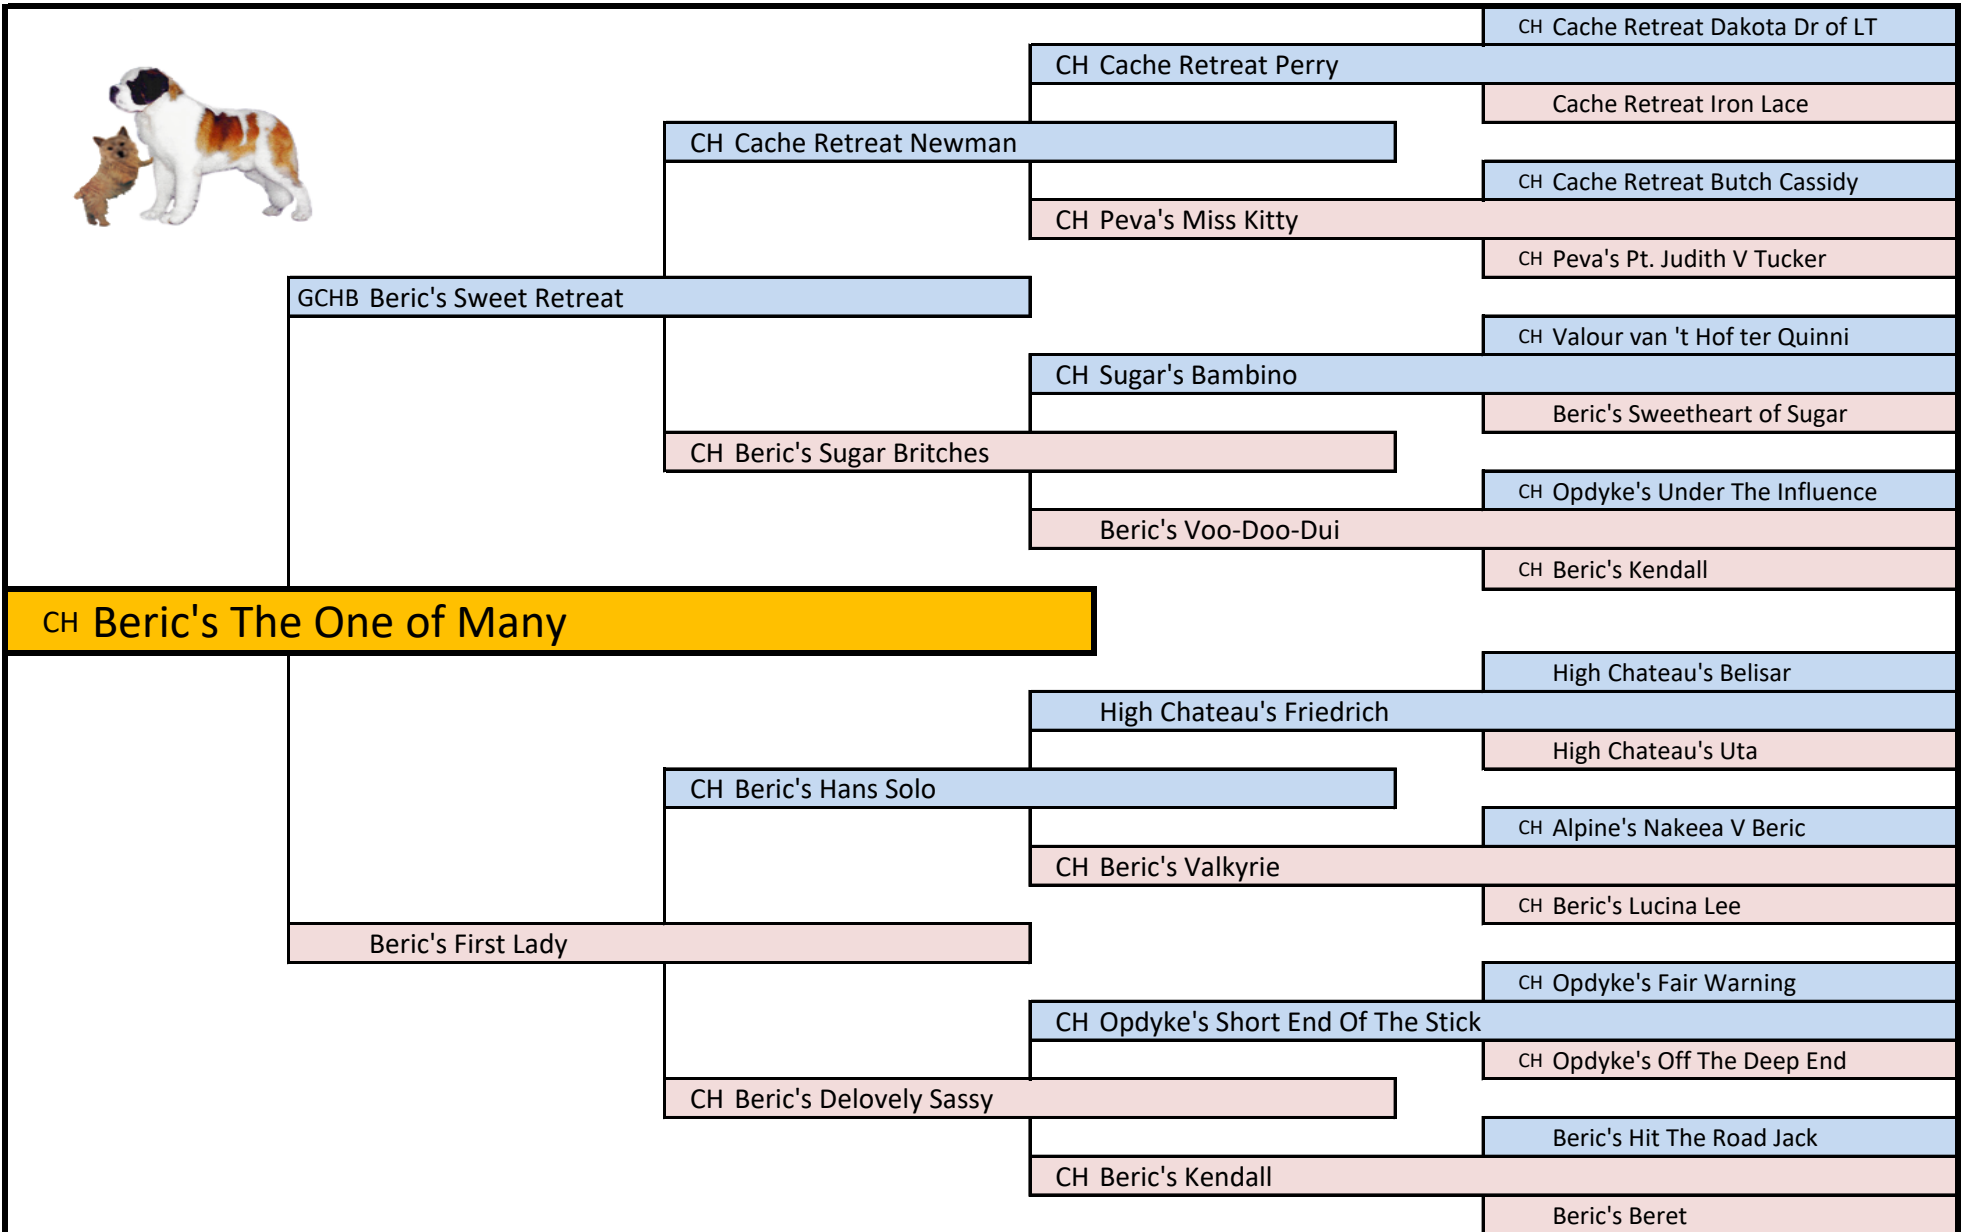 CH Cache Retreat Dakota Dr of LT
CH Cache Retreat Perry
Cache Retreat Iron Lace
CH Cache Retreat Newman
CH Cache Retreat Butch Cassidy
CH Peva's Miss Kitty
CH Peva's Pt. Judith V Tucker
GCHB Beric's Sweet Retreat
CH Valour van 't Hof ter Quinni
CH Sugar's Bambino
Beric's Sweetheart of Sugar
CH Beric's Sugar Britches
CH Opdyke's Under The Influence
Beric's Voo-Doo-Dui
CH Beric's Kendall
CH Beric's The One of Many
High Chateau's Belisar
High Chateau's Friedrich
High Chateau's Uta
CH Beric's Hans Solo
CH Alpine's Nakeea V Beric
CH Beric's Valkyrie
CH Beric's Lucina Lee
Beric's First Lady
CH Opdyke's Fair Warning
CH Opdyke's Short End Of The Stick
CH Opdyke's Off The Deep End
CH Beric's Delovely Sassy
Beric's Hit The Road Jack
CH Beric's Kendall
Beric's Beret